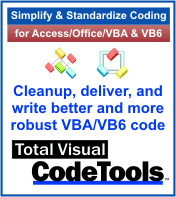 Simplify & Standardize Coding
for Access/Office/VBA & VB6
Cleanup, deliver, and
write better and more
robust VBA/VB6 code
Total Visual
CodeTools™